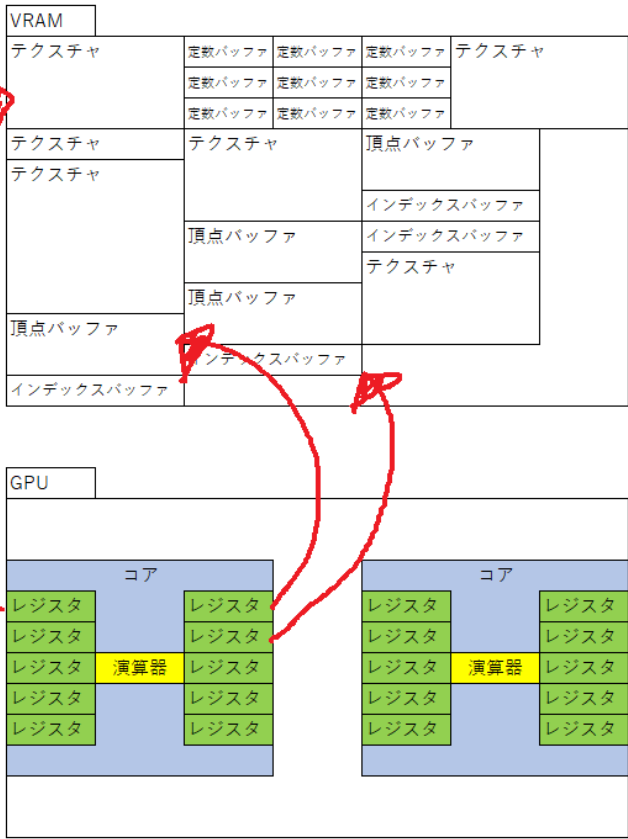 VRAM
テクスチャ 定数バッファ 定数バッファ 定数バッファ テクスチャ
定数バッファ 定数バッファ 定数バッファ
定数バッファ 定数バッファ 定数バッファ
テクスチャ テクスチャ 頂点バッファ
テクスチャ
インデックスバッファ
頂点バッファ インデックスバッファ
テクスチャ
頂点バッファ
頂点バッファ
インデックスバッファ
インデックスバッファ
GPU
コア コア
レジスタ レジスタ レジスタ レジスタ
レジスタ レジスタ レジスタ レジスタ
レジスタ 演算器 レジスタ レジスタ 演算器 レジスタ
レジスタ レジスタ レジスタ レジスタ
レジスタ レジスタ レジスタ レジスタ